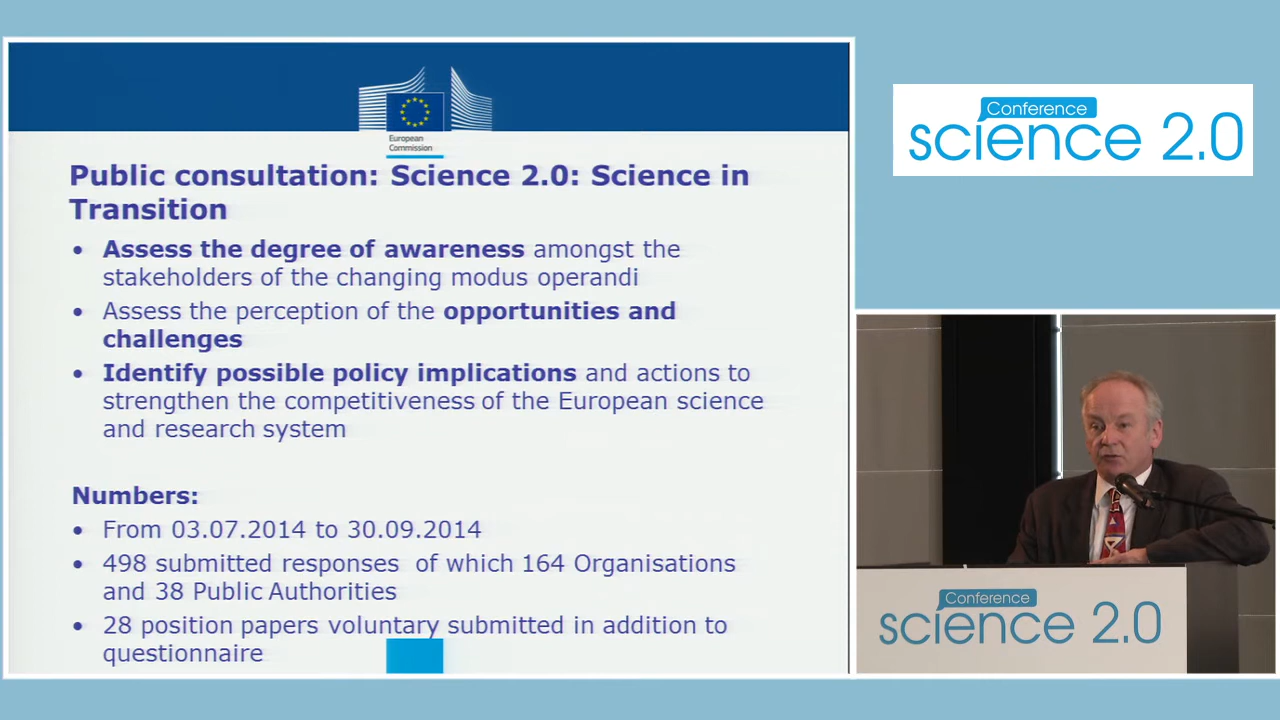 European
Commission
Public consultation: Science 2.0: Science in
Transition
• Assess the degree of awareness amongst the
stakeholders of the changing modus operandi
• Assess the perception of the opportunities and
challenges
• Identify possible policy implications and actions to
strengthen the competitiveness of the European science
and research system
Numbers:
• From 03.07.2014 to 30.09.2014
• 498 submitted responses of which 164 Organisations
and 38 Public Authorities
• 28 position papers voluntary submitted in addition to
questionnaire
Conference
science 2.0
Conference
science 2.0